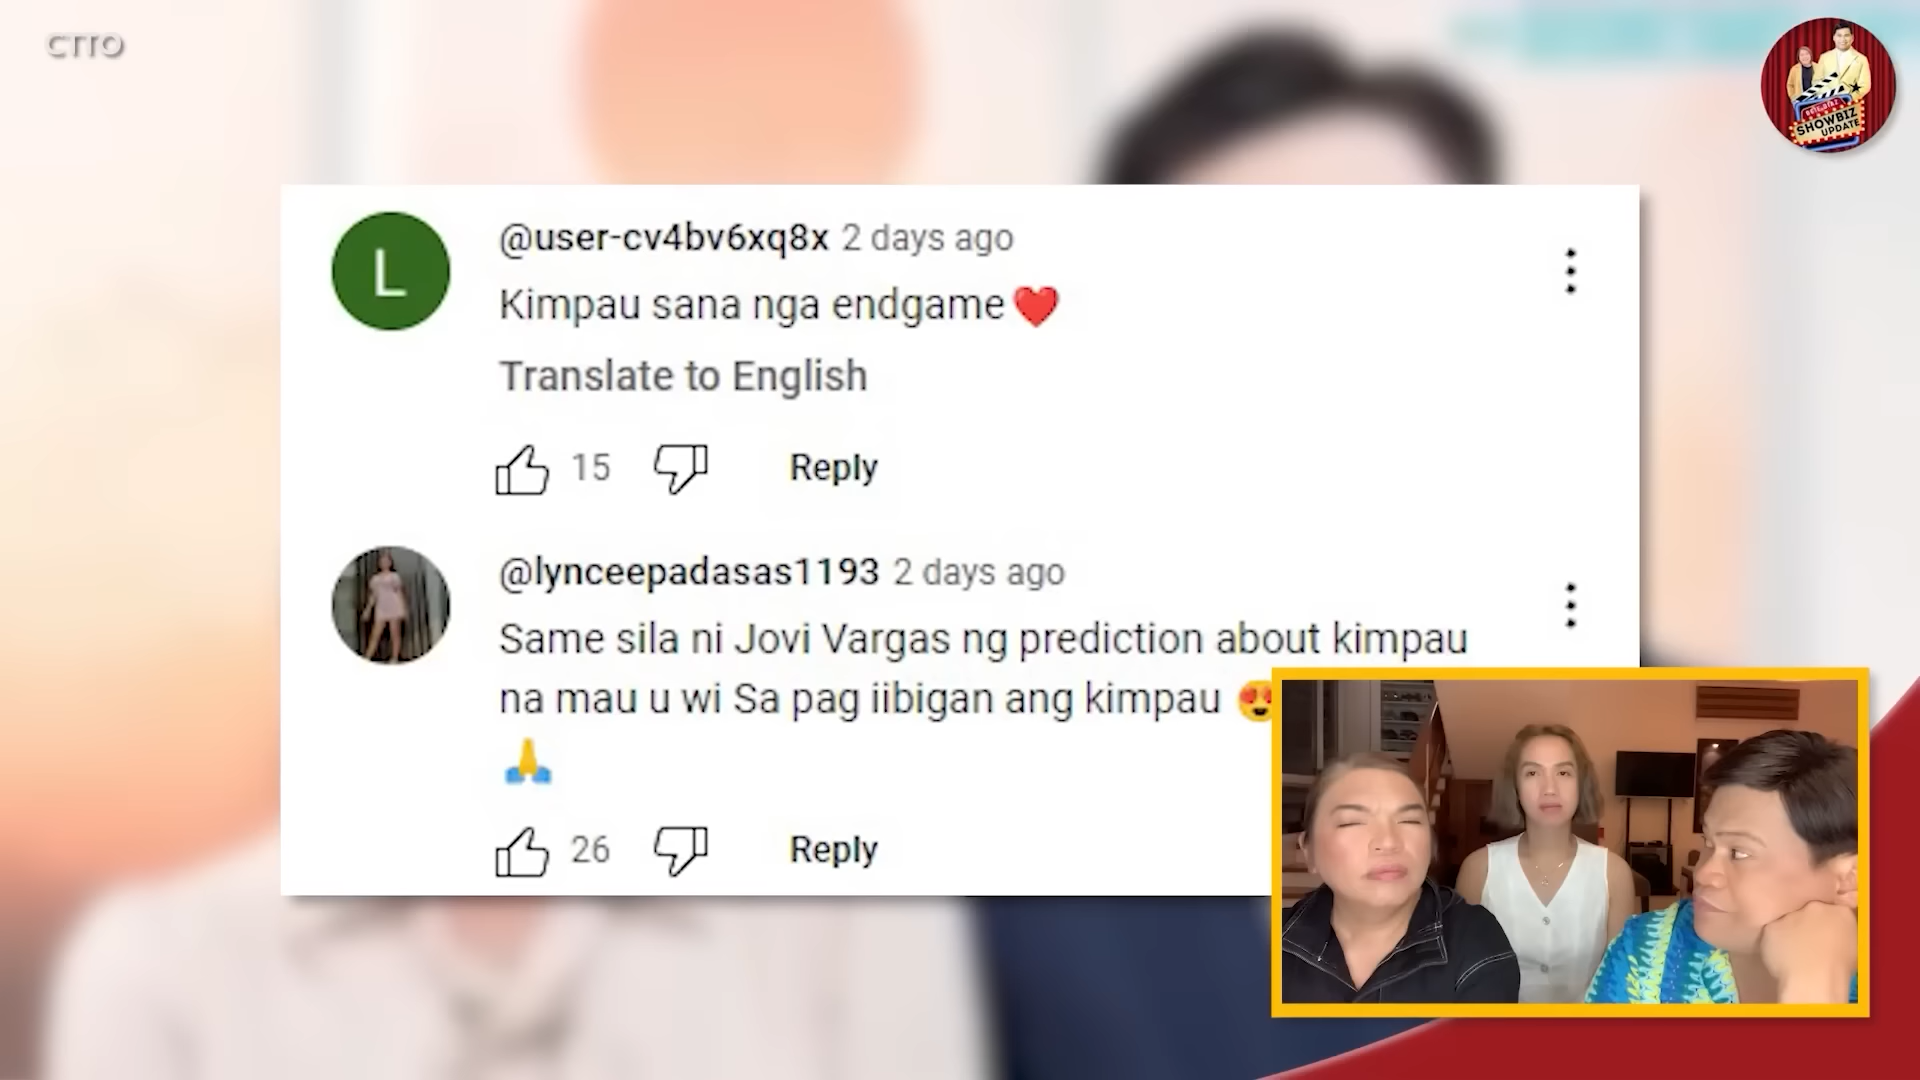 CTTO
SHOWBIZ
UPDATE
@user-cv4bv6xq8x 2 days ago
L
Kimpau sana nga endgame❤️
Translate to English
15 Reply
@lynceepadasas1193 2 days ago
Same sila ni Jovi Vargas ng prediction about kimpau
na mau u wi Sa pag iibigan ang kimpau 😍
🙏
26 Reply